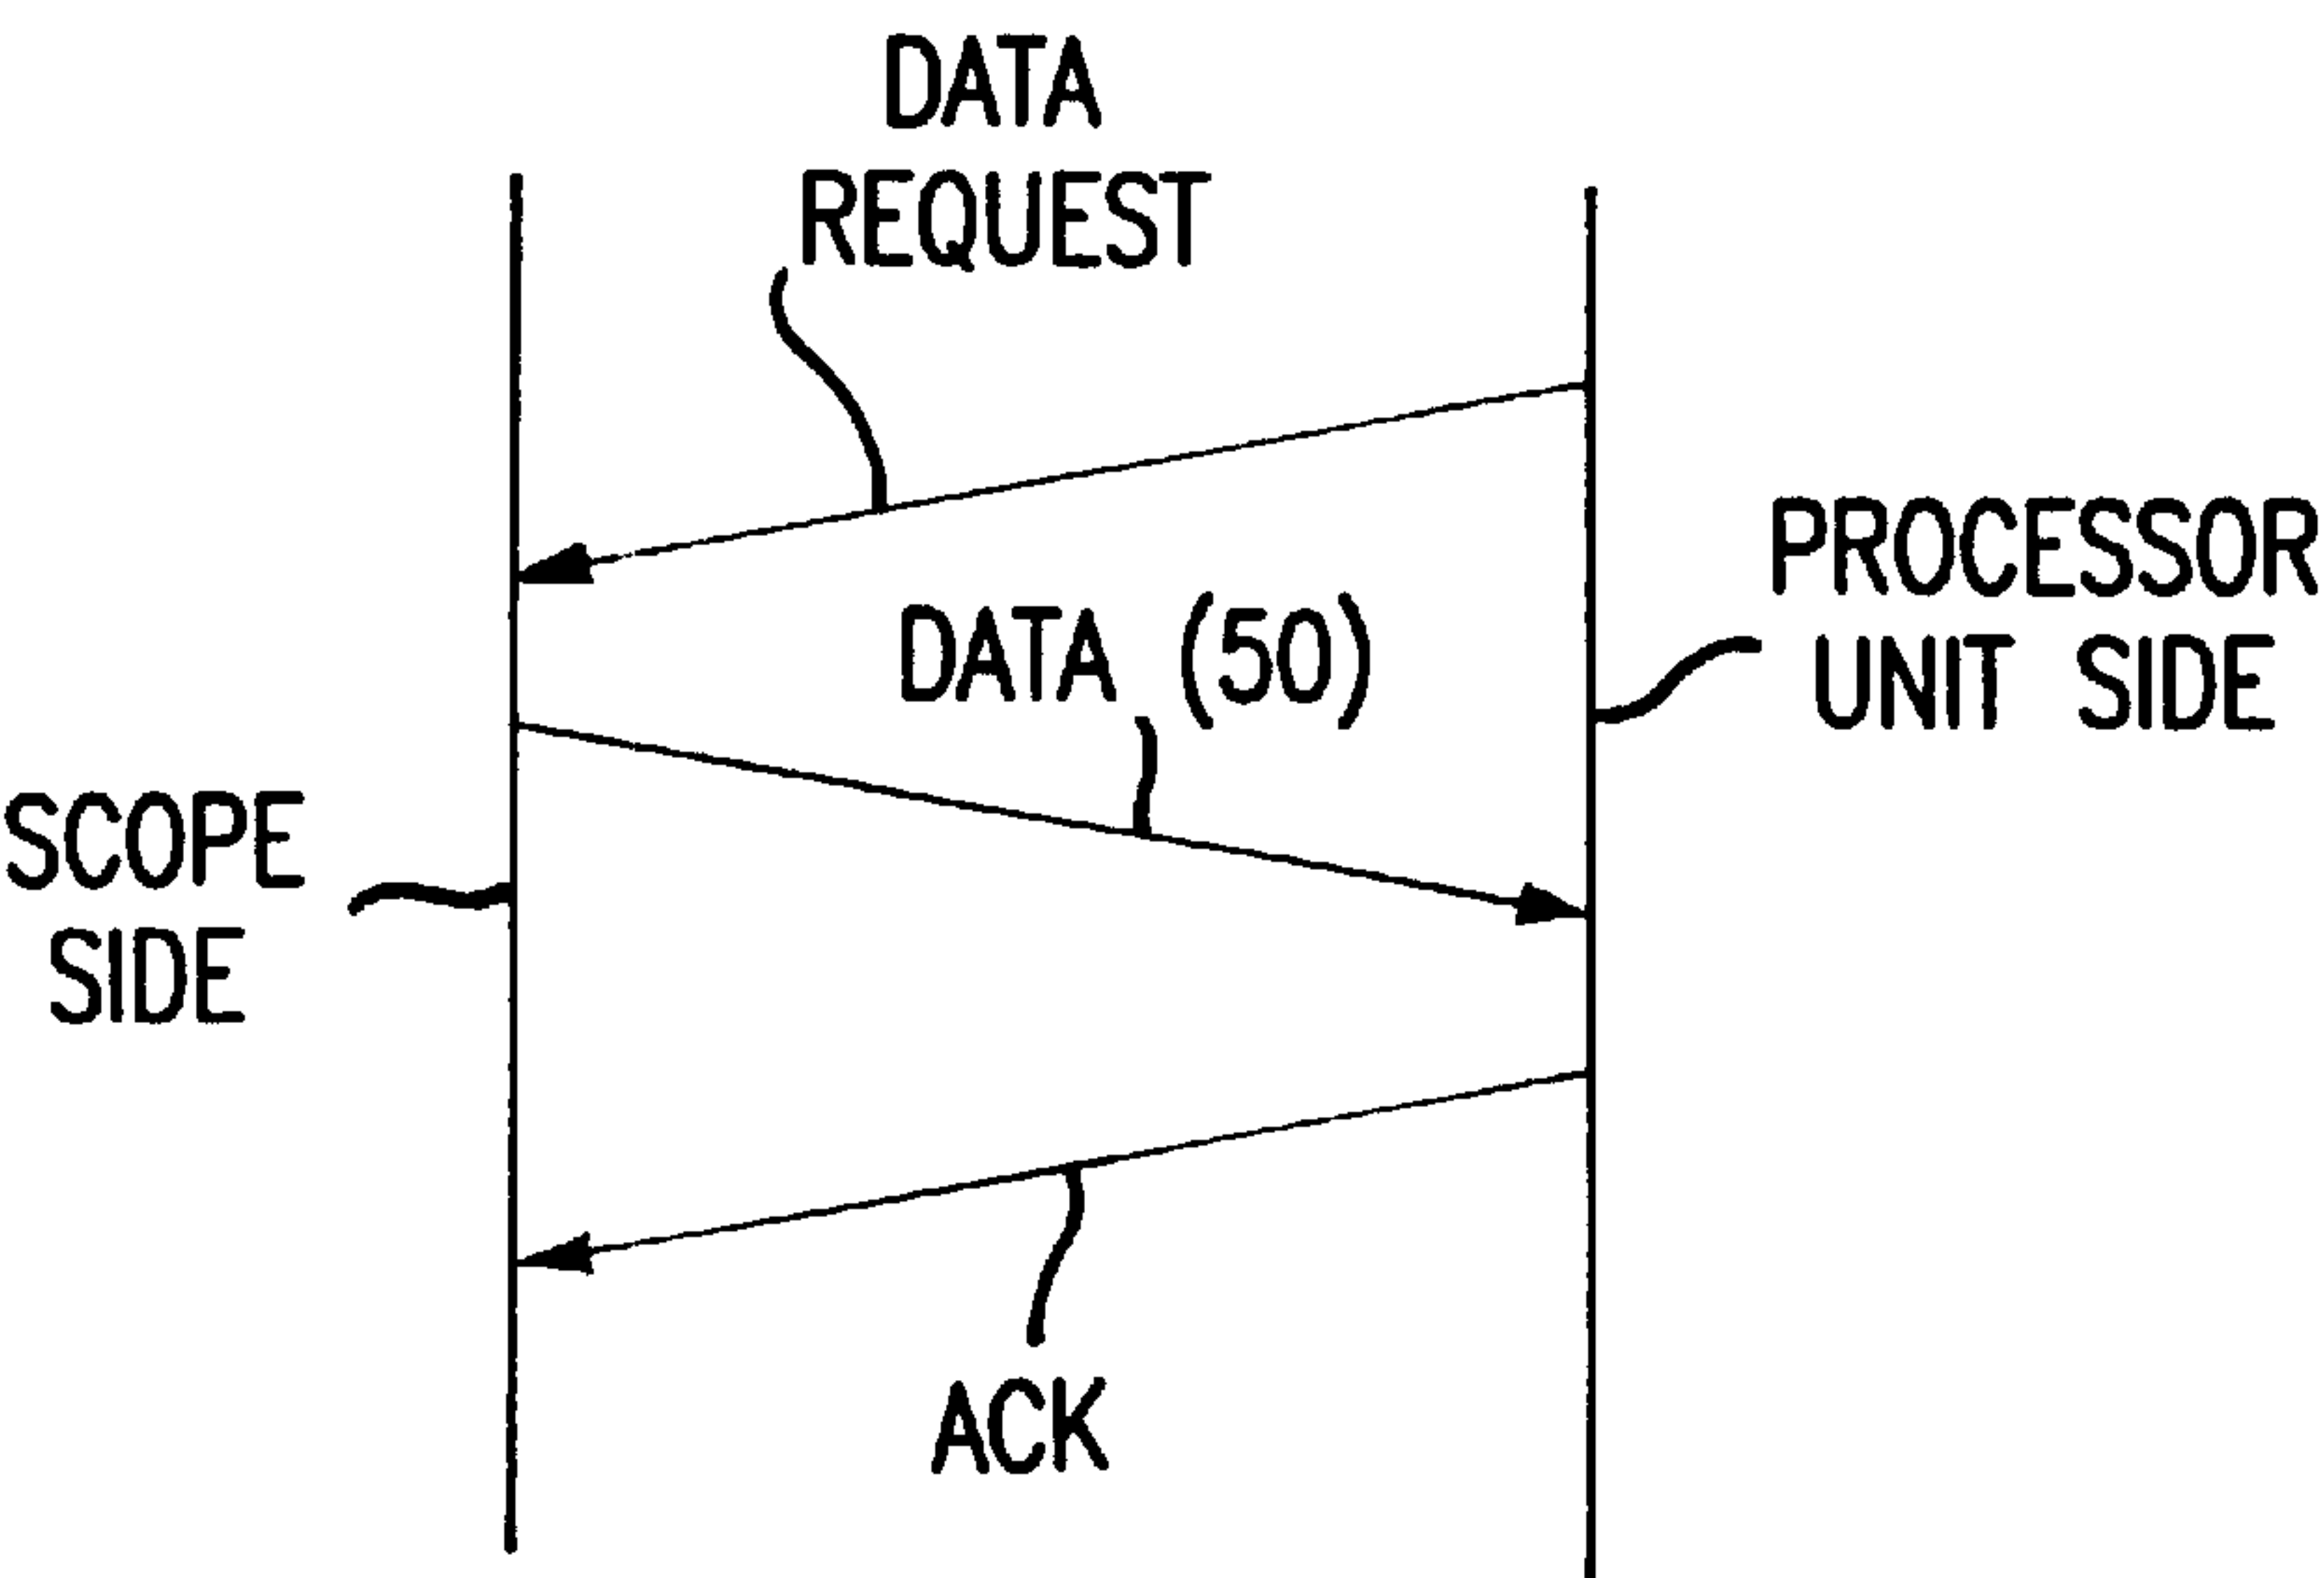 DATA
REQUEST
PROCESSOR
UNIT SIDE
DATA (50)
SCOPE
SIDE
ACK